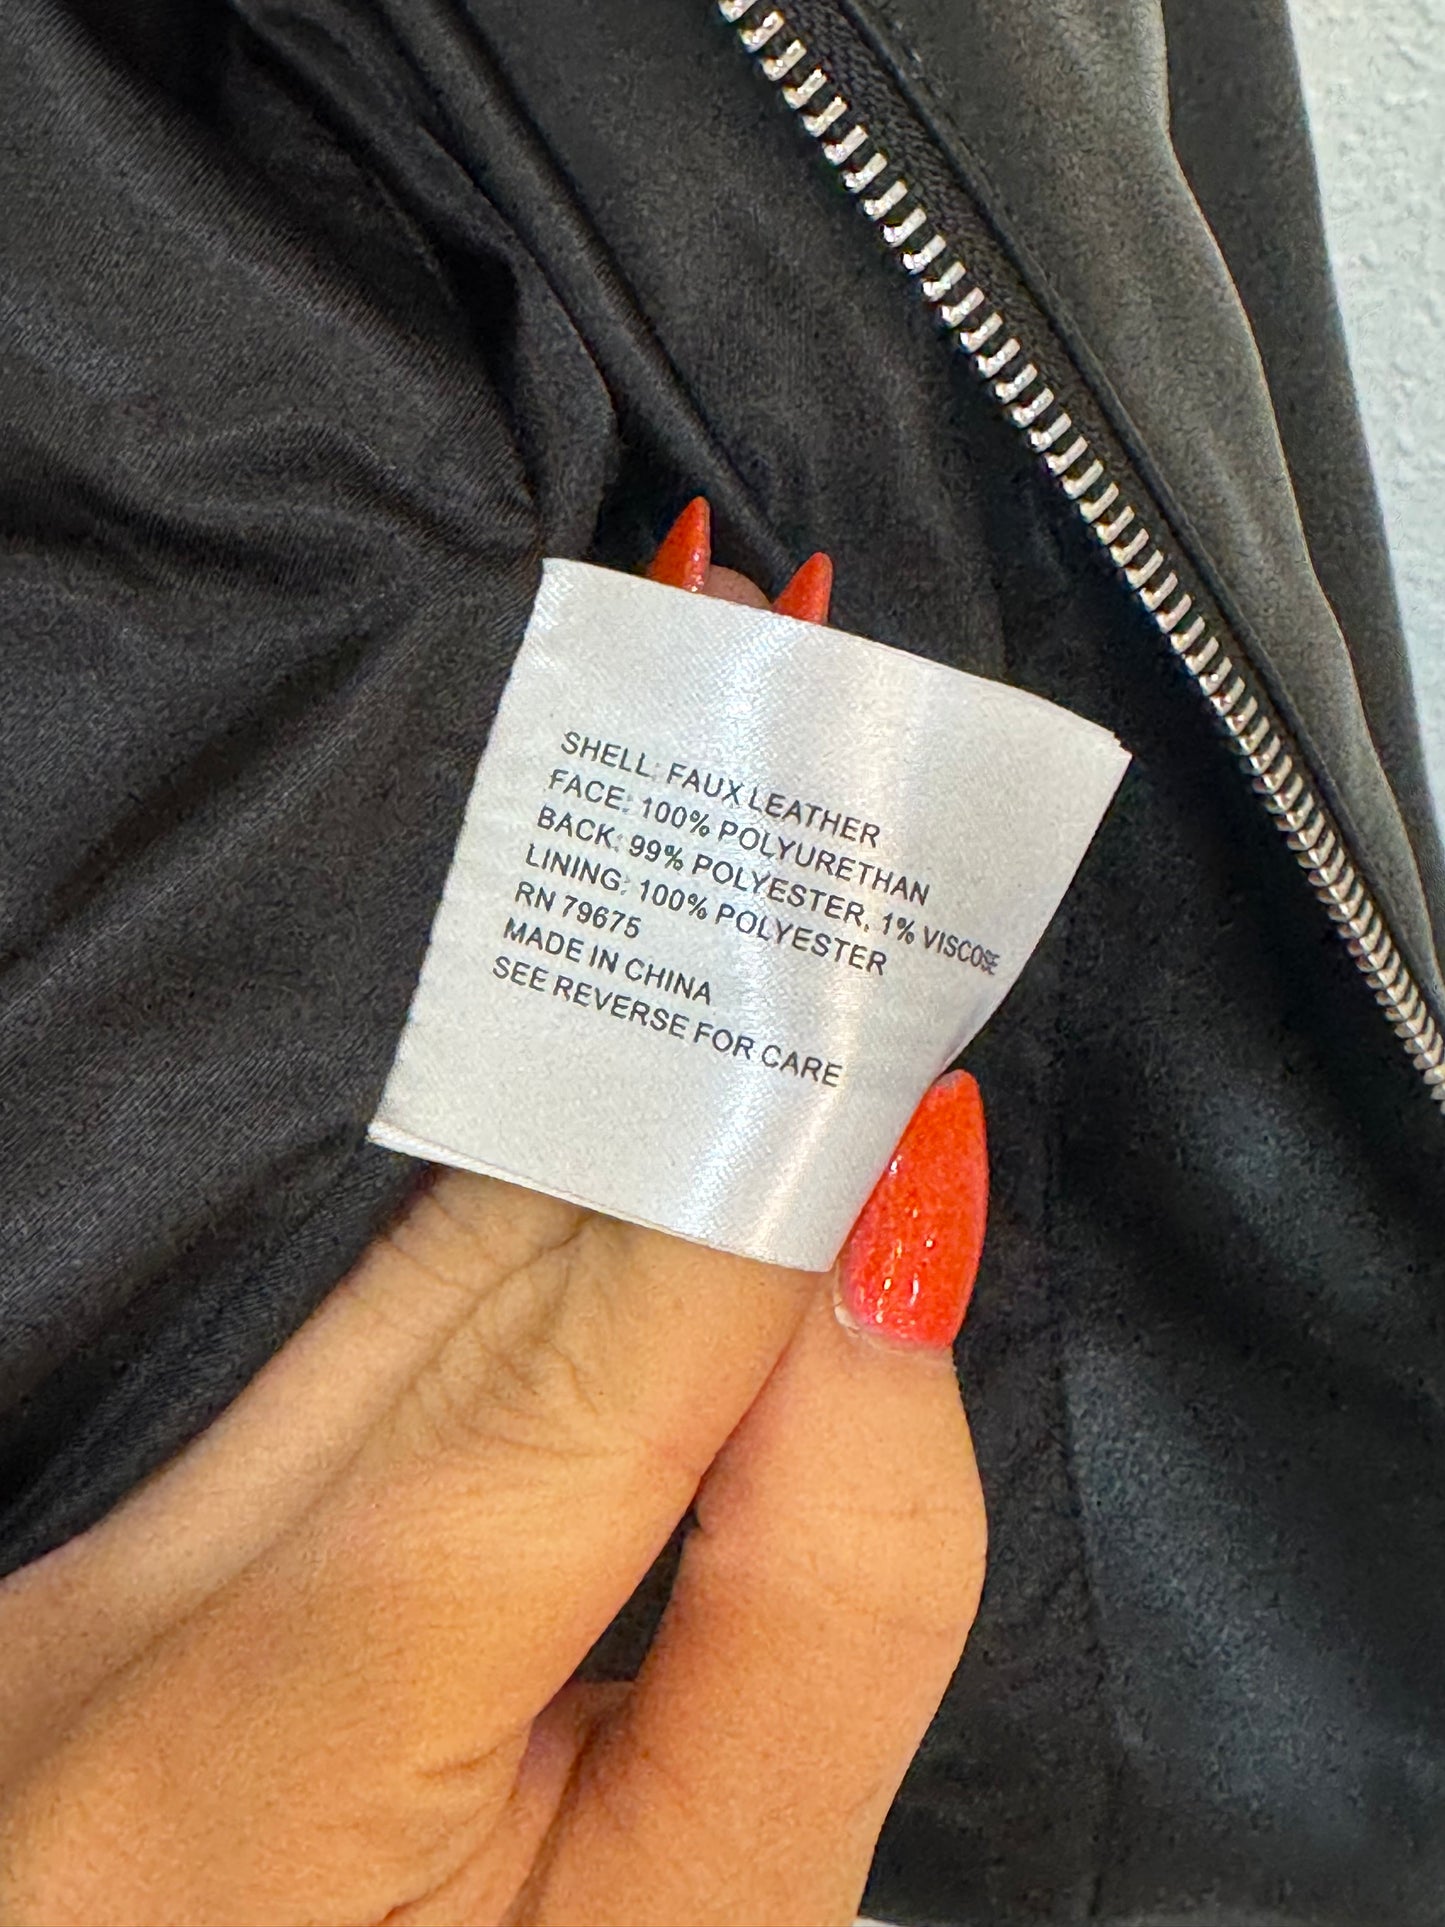 SHELL: FAUX LEATHER
FACE: 100% POLYURETHAN
BACK: 99% POLYESTER, 1% VISCOSE
LINING: 100% POLYESTER
RN 79675
MADE IN CHINA
SEE REVERSE FOR CARE